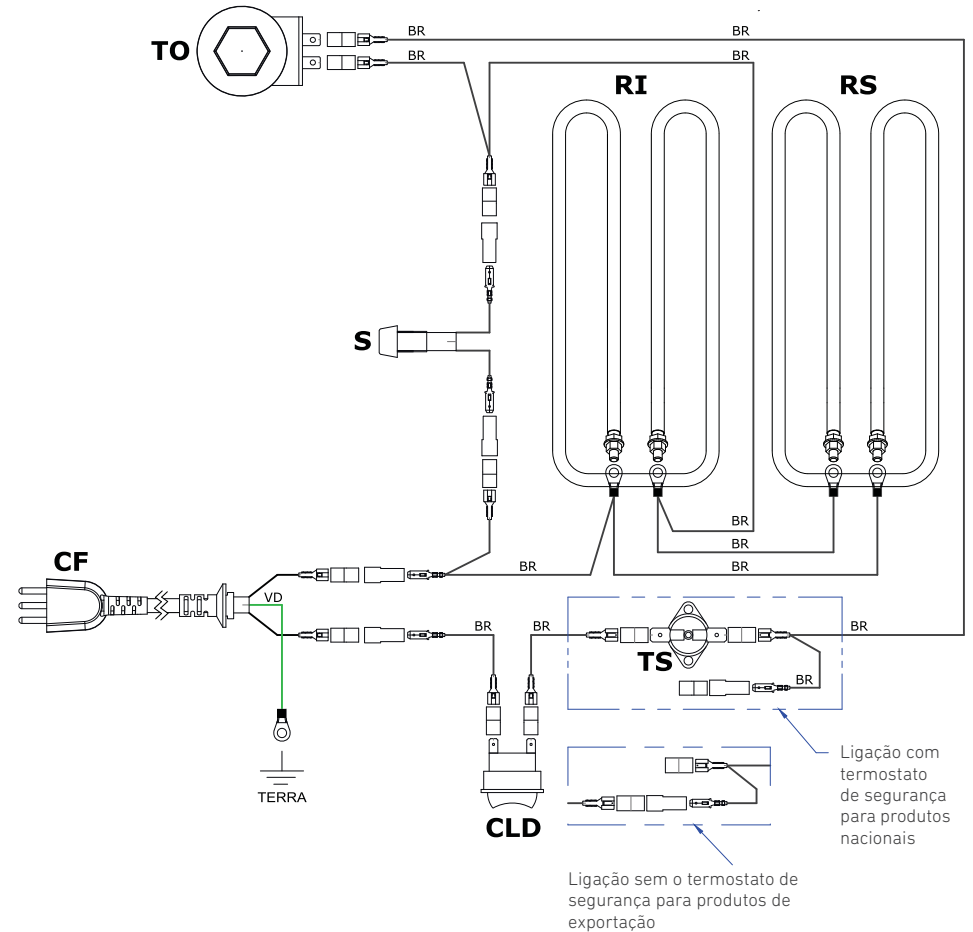 BR
BR
TO
BR
BR
RI
RS
S
BR
BR
BR
BR
CF
VD
BR
BR
BR
TS
BR
TERRA
CLD
Ligação com
termostato
de segurança
para produtos
nacionais
Ligação sem o termostato de
segurança para produtos de
exportação